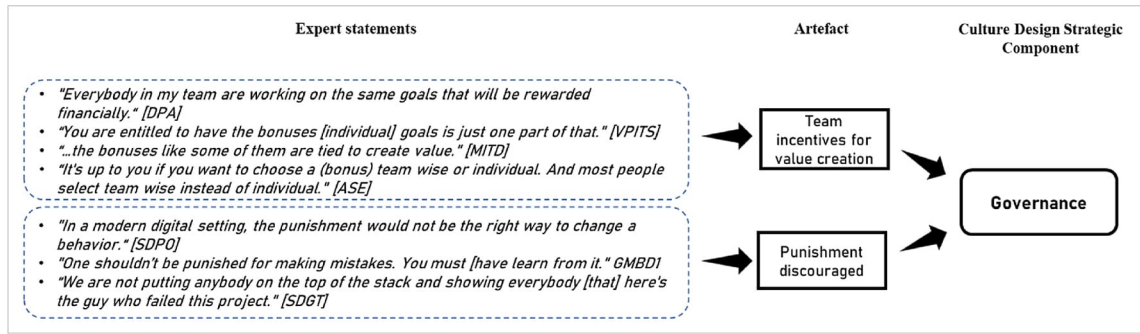 Expert statements
Artefact
Culture Design Strategic
Component
• "Everybody in my team are working on the same goals that will be rewarded
financially." [DPA]
• "You are entitled to have the bonuses [individual] goals is just one part of that." [VPITS]
• "...the bonuses like some of them are tied to create value." [MITD]
• "It's up to you if you want to choose a (bonus) team wise or individual. And most people
select team wise instead of individual." [ASE]
Team
incentives for
value creation
• "In a modern digital setting, the punishment would not be the right way to change a
behavior." [SDPO]
• "One shouldn't be punished for making mistakes. You must [have learn from it." GMBD1
• "We are not putting anybody on the top of the stack and showing everybody [that] here's
the guy who failed this project." [SDGT]
Punishment
discouraged
Governance